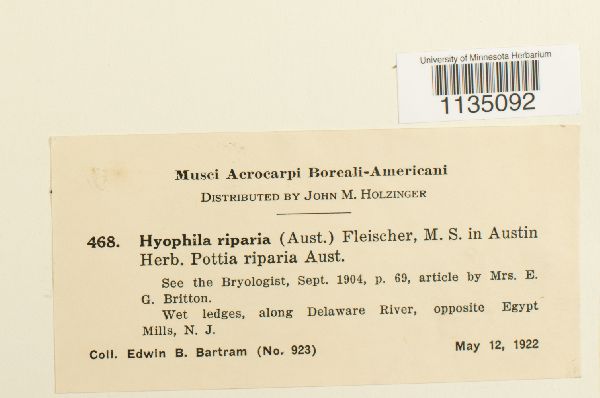 University of Minnesota Herbarium
1135092
Musci Acrocarpi Boreali-Americani
DISTRIBUTED BY JOHN M. HOLZINGER
468. Hyophila riparia (Aust.) Fleischer, M. S. in Austin
Herb. Pottia riparia Aust.
See the Bryologist, Sept. 1904, p. 69, article by Mrs. E.
G. Britton.
Wet ledges, along Delaware River, opposite Egypt
Mills, N. J.
Coll. Edwin B. Bartram (No. 923) May 12, 1922